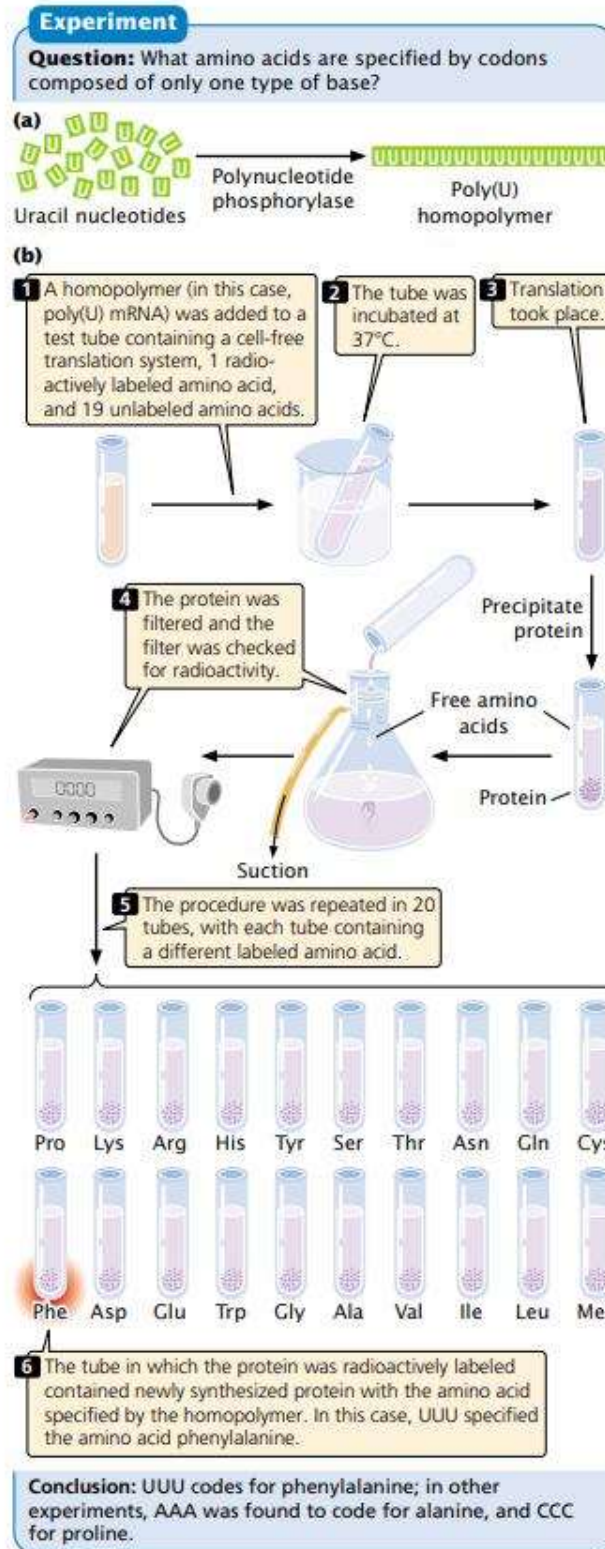 Experiment
Question: What amino acids are specified by codons
composed of only one type of base?
(a)
Uracil nucleotides
Polynucleotide
phosphorylase
UUUUUUUUUUUUUUUUUUU
Poly(U)
homopolymer
(b)
1 A homopolymer (in this case,
poly(U) mRNA) was added to a
test tube containing a cell-free
translation system, 1 radio-
actively labeled amino acid,
and 19 unlabeled amino acids.
2 The tube was
incubated at
37°C.
3 Translation
took place.
4 The protein was
filtered and the
filter was checked
for radioactivity.
Precipitate
protein
Free amino
acids
Protein
Suction
5 The procedure was repeated in 20
tubes, with each tube containing
a different labeled amino acid.
Pro Lys Arg His Tyr Ser Thr Asn Gln Cys
Phe Asp Glu Trp Gly Ala Val Ile Leu Me
6 The tube in which the protein was radioactively labeled
contained newly synthesized protein with the amino acid
specified by the homopolymer. In this case, UUU specified
the amino acid phenylalanine.
Conclusion: UUU codes for phenylalanine; in other
experiments, AAA was found to code for alanine, and CCC
for proline.